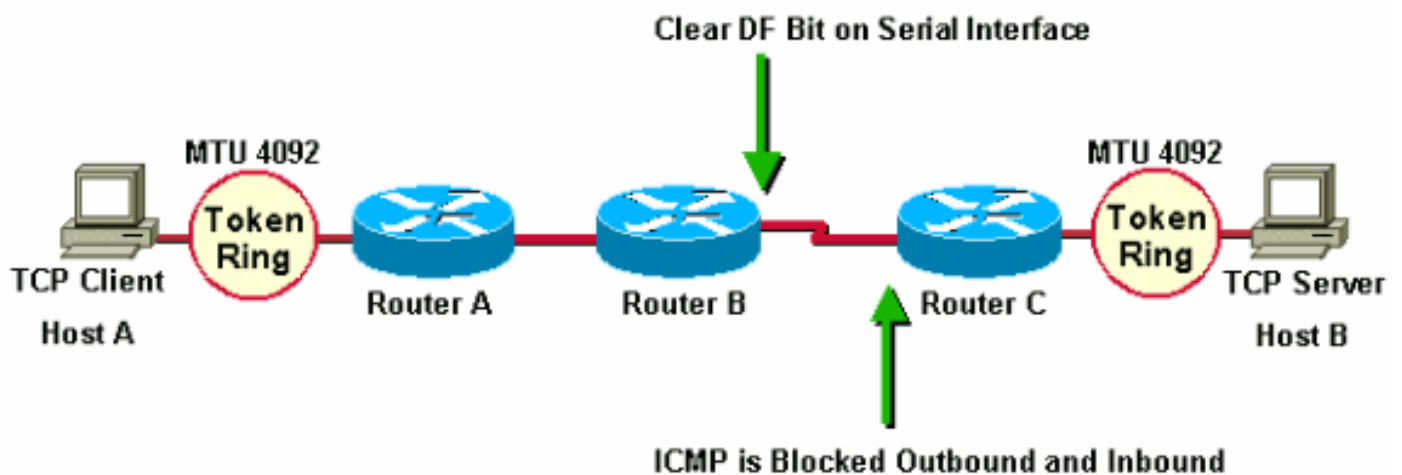 Clear DF Bit on Serial Interface
MTU 4092
MTU 4092
Token
Ring
Token
Ring
TCP Client
Router A
Router B
Router C
TCP Server
Host A
Host B
ICMP is Blocked Outbound and Inbound